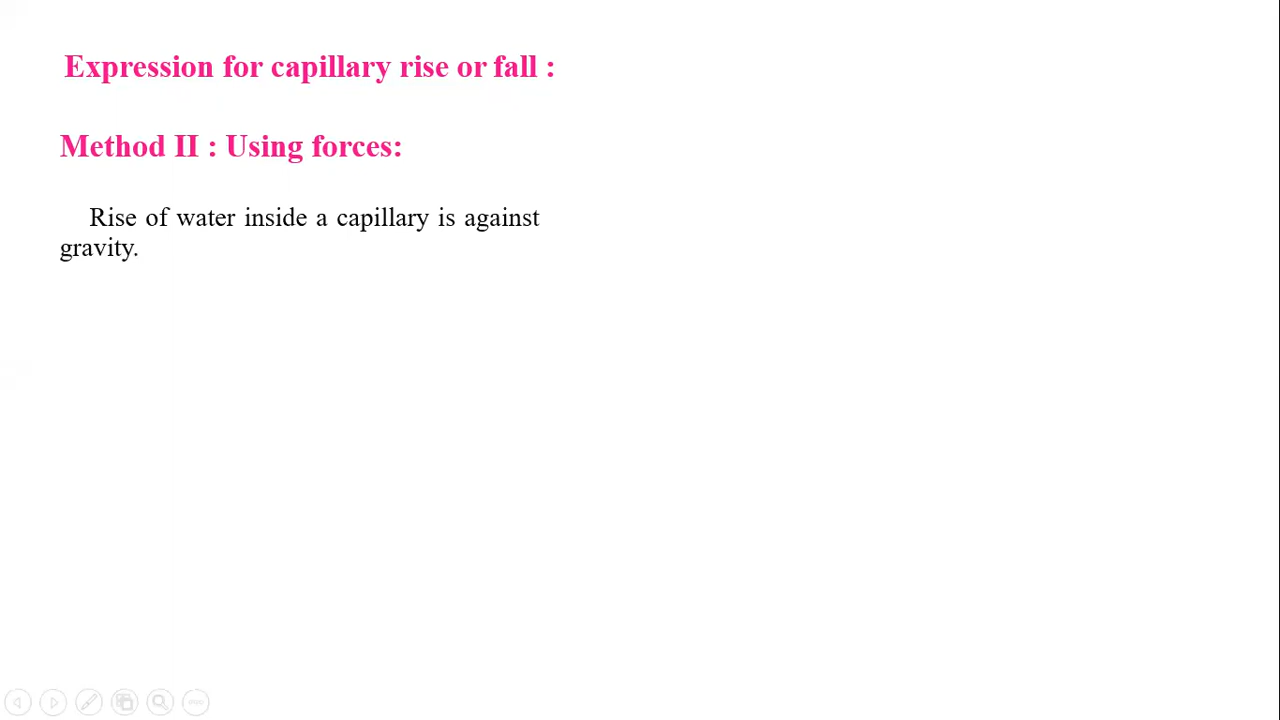 Expression for capillary rise or fall :
Method II : Using forces:
Rise of water inside a capillary is against
gravity.